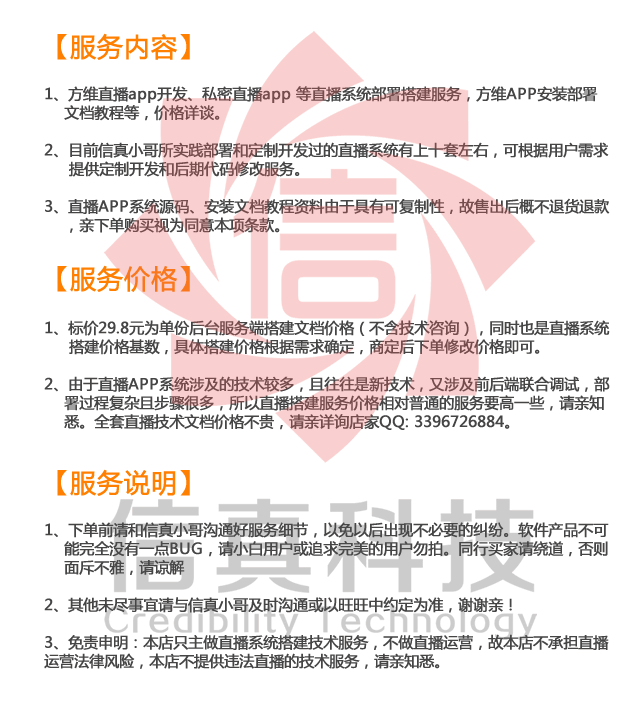 【服务内容】
1、方维直播app开发、私密直播app 等直播系统部署搭建服务，方维APP安装部署
文档教程等，价格详谈。
2、目前信真小哥所实践部署和定制开发过的直播系统有上十套左右，可根据用户需求
提供定制开发和后期代码修改服务。
3、直播APP系统源码、安装文档教程资料由于具有可复制性，故售出后概不退货退款
，亲下单购买视为同意本项条款。
信
【服务价格】
1、标价29.8元为单份后台服务端搭建文档价格（不含技术咨询），同时也是直播系统
搭建价格基数，具体搭建价格根据需求确定，商定后下单修改价格即可。
2、由于直播APP系统涉及的技术较多，且往往是新技术，又涉及前后端联合调试，部
署过程复杂且步骤很多，所以直播搭建服务价格相对普通的服务要高一些，请亲知
悉。全套直播技术文档价格不贵，请亲详询店家QQ: 3396726884。
【服务说明】
信真科技
1、下单前请和信真小哥沟通好服务细节，以免以后出现不必要的纠纷。软件产品不可
能完全没有一点BUG，请小白用户或追求完美的用户勿拍。同行买家请绕道，否则
面斥不雅，请谅解
2、其他未尽事宜请与信真小哥及时沟通或以旺旺中约定为准，谢谢亲！
Credibility Technology
3、免责申明：本店只主做直播系统搭建技术服务，不做直播运营，故本店不承担直播
运营法律风险，本店不提供违法直播的技术服务，请亲知悉。